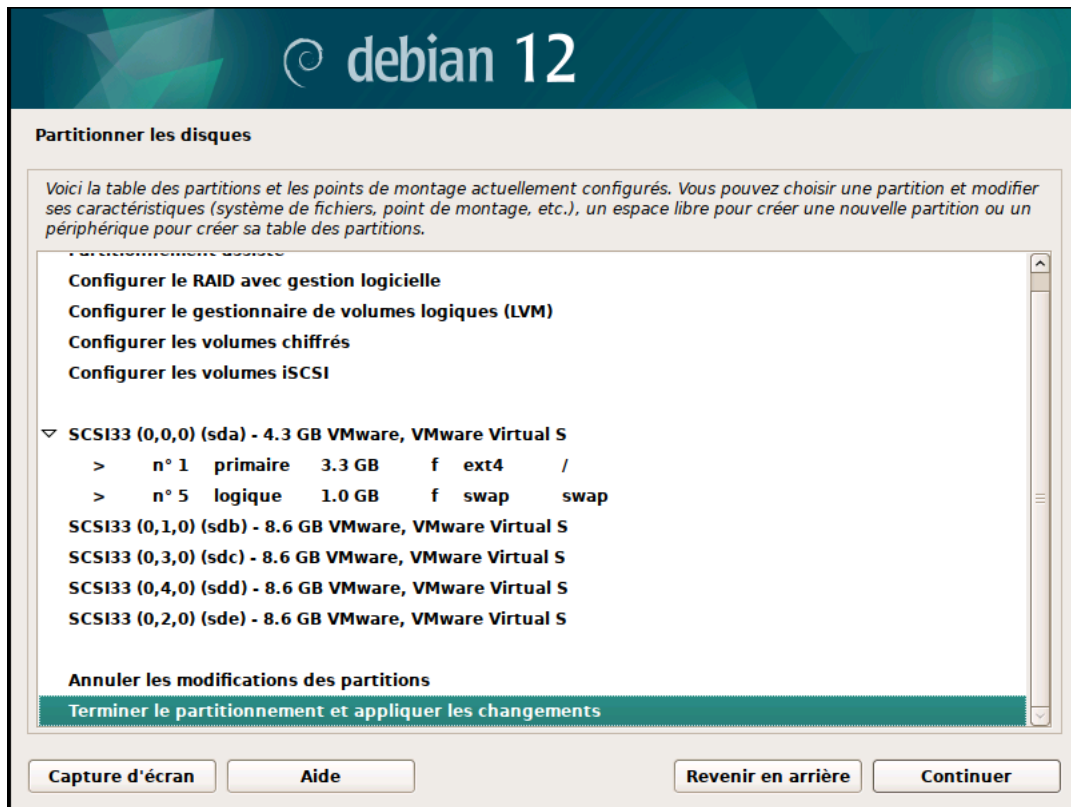 debian 12
Partitionner les disques
Voici la table des partitions et les points de montage actuellement configurés. Vous pouvez choisir une partition et modifier
ses caractéristiques (système de fichiers, point de montage, etc.), un espace libre pour créer une nouvelle partition ou un
périphérique pour créer sa table des partitions.
Partitionnement assisté
Configurer le RAID avec gestion logicielle
Configurer le gestionnaire de volumes logiques (LVM)
Configurer les volumes chiffrés
Configurer les volumes iSCSI
SCSI33 (0,0,0) (sda) - 4.3 GB VMware, VMware Virtual S
> n° 1 primaire 3.3 GB f ext4 /
> n° 5 logique 1.0 GB f swap swap
SCSI33 (0,1,0) (sdb) - 8.6 GB VMware, VMware Virtual S
SCSI33 (0,3,0) (sdc) - 8.6 GB VMware, VMware Virtual S
SCSI33 (0,4,0) (sdd) - 8.6 GB VMware, VMware Virtual S
SCSI33 (0,2,0) (sde) - 8.6 GB VMware, VMware Virtual S
Annuler les modifications des partitions
Terminer le partitionnement et appliquer les changements
Capture d'écran Aide Revenir en arrière Continuer